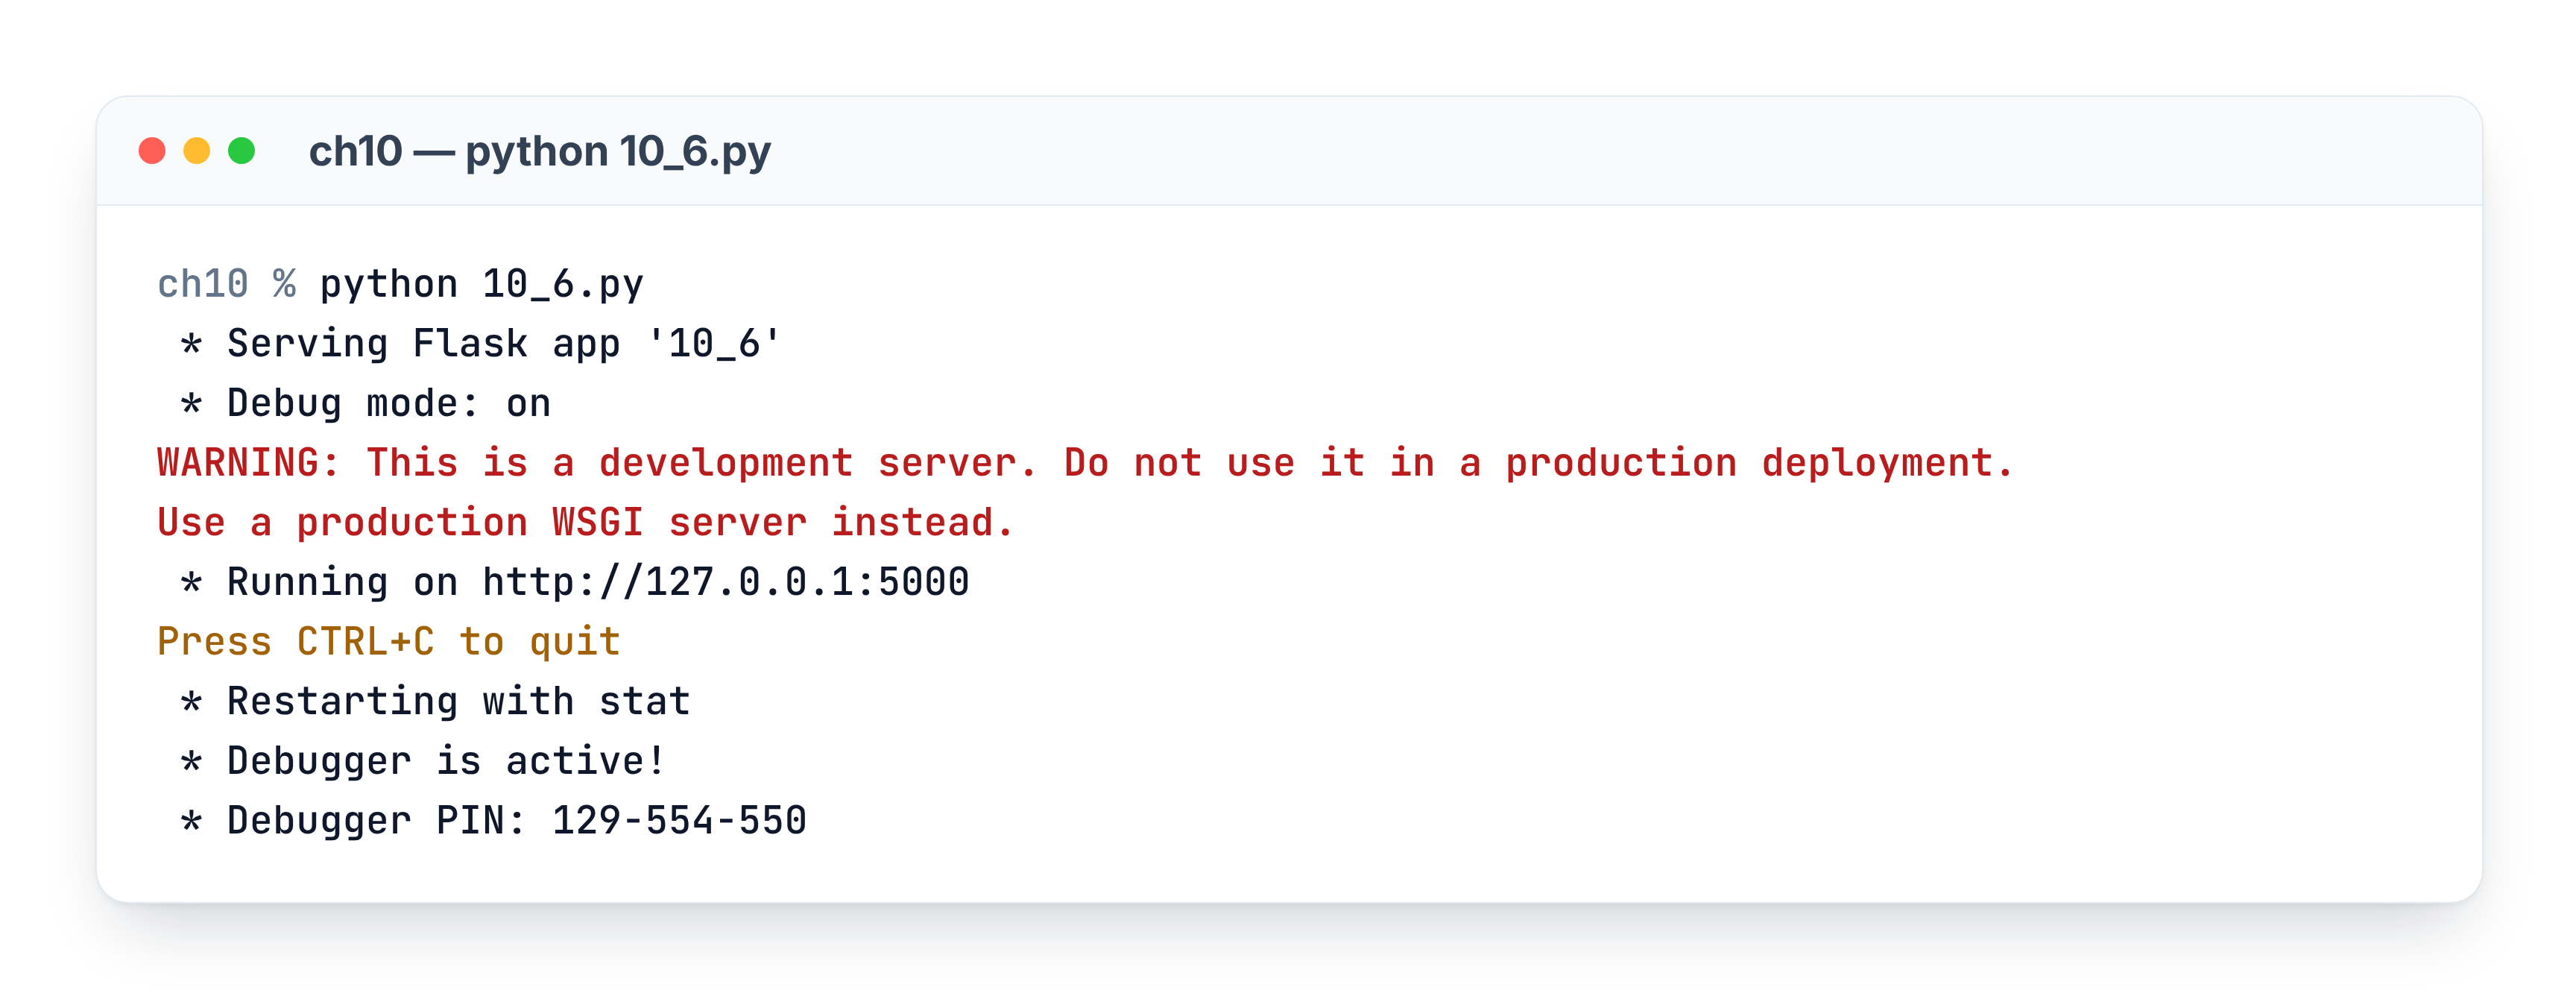 ch10 — python 10_6.py
ch10 % python 10_6.py
 * Serving Flask app '10_6'
 * Debug mode: on
WARNING: This is a development server. Do not use it in a production deployment.
Use a production WSGI server instead.
 * Running on http://127.0.0.1:5000
Press CTRL+C to quit
 * Restarting with stat
 * Debugger is active!
 * Debugger PIN: 129-554-550